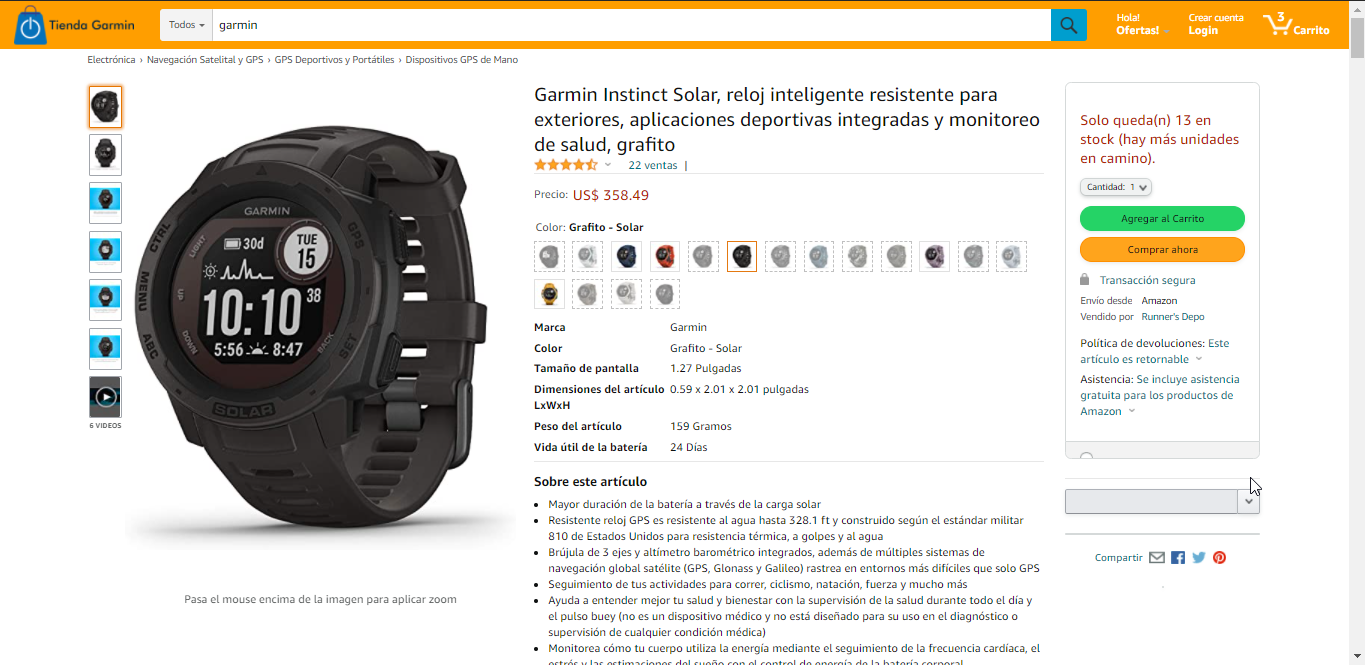 Tienda Garmin
Todos
garmin
Hola!
Ofertas!
Crear cuenta
Login
3
Carrito
Electrónica › Navegación Satelital y GPS › GPS Deportivos y Portátiles › Dispositivos GPS de Mano
6 VIDEOS
GARMIN
CTRL
LIGHT
GPS
30d
TUE
15
MENU
UP
10:10 38
DOWN
BACK
SET
ABC
5:56
8:47
SOLAR
Pasa el mouse encima de la imagen para aplicar zoom
Garmin Instinct Solar, reloj inteligente resistente para
exteriores, aplicaciones deportivas integradas y monitoreo
de salud, grafito
22 ventas |
Precio: US$ 358.49
Color: Grafito - Solar
Marca Garmin
Color Grafito - Solar
Tamaño de pantalla 1.27 Pulgadas
Dimensiones del artículo 0.59 x 2.01 x 2.01 pulgadas
LxWxH
Peso del artículo 159 Gramos
Vida útil de la batería 24 Días
Sobre este artículo
• Mayor duración de la batería a través de la carga solar
• Resistente reloj GPS es resistente al agua hasta 328.1 ft y construido según el estándar militar
810 de Estados Unidos para resistencia térmica, a golpes y al agua
• Brújula de 3 ejes y altímetro barométrico integrados, además de múltiples sistemas de
navegación global satélite (GPS, Glonass y Galileo) rastrea en entornos más difíciles que solo GPS
• Seguimiento de tus actividades para correr, ciclismo, natación, fuerza y mucho más
• Ayuda a entender mejor tu salud y bienestar con la supervisión de la salud durante todo el día y
el pulso buey (no es un dispositivo médico y no está diseñado para su uso en el diagnóstico o
supervisión de cualquier condición médica)
• Monitorea cómo tu cuerpo utiliza la energía mediante el seguimiento de la frecuencia cardíaca, el
estrés y las estimaciones del sueño con el control de energía de la batería corporal
Solo queda(n) 13 en
stock (hay más unidades
en camino).
Cantidad: 1
Agregar al Carrito
Comprar ahora
Transacción segura
Envío desde Amazon
Vendido por Runner's Depo
Política de devoluciones: Este
artículo es retornable
Asistencia: Se incluye asistencia
gratuita para los productos de
Amazon
Compartir